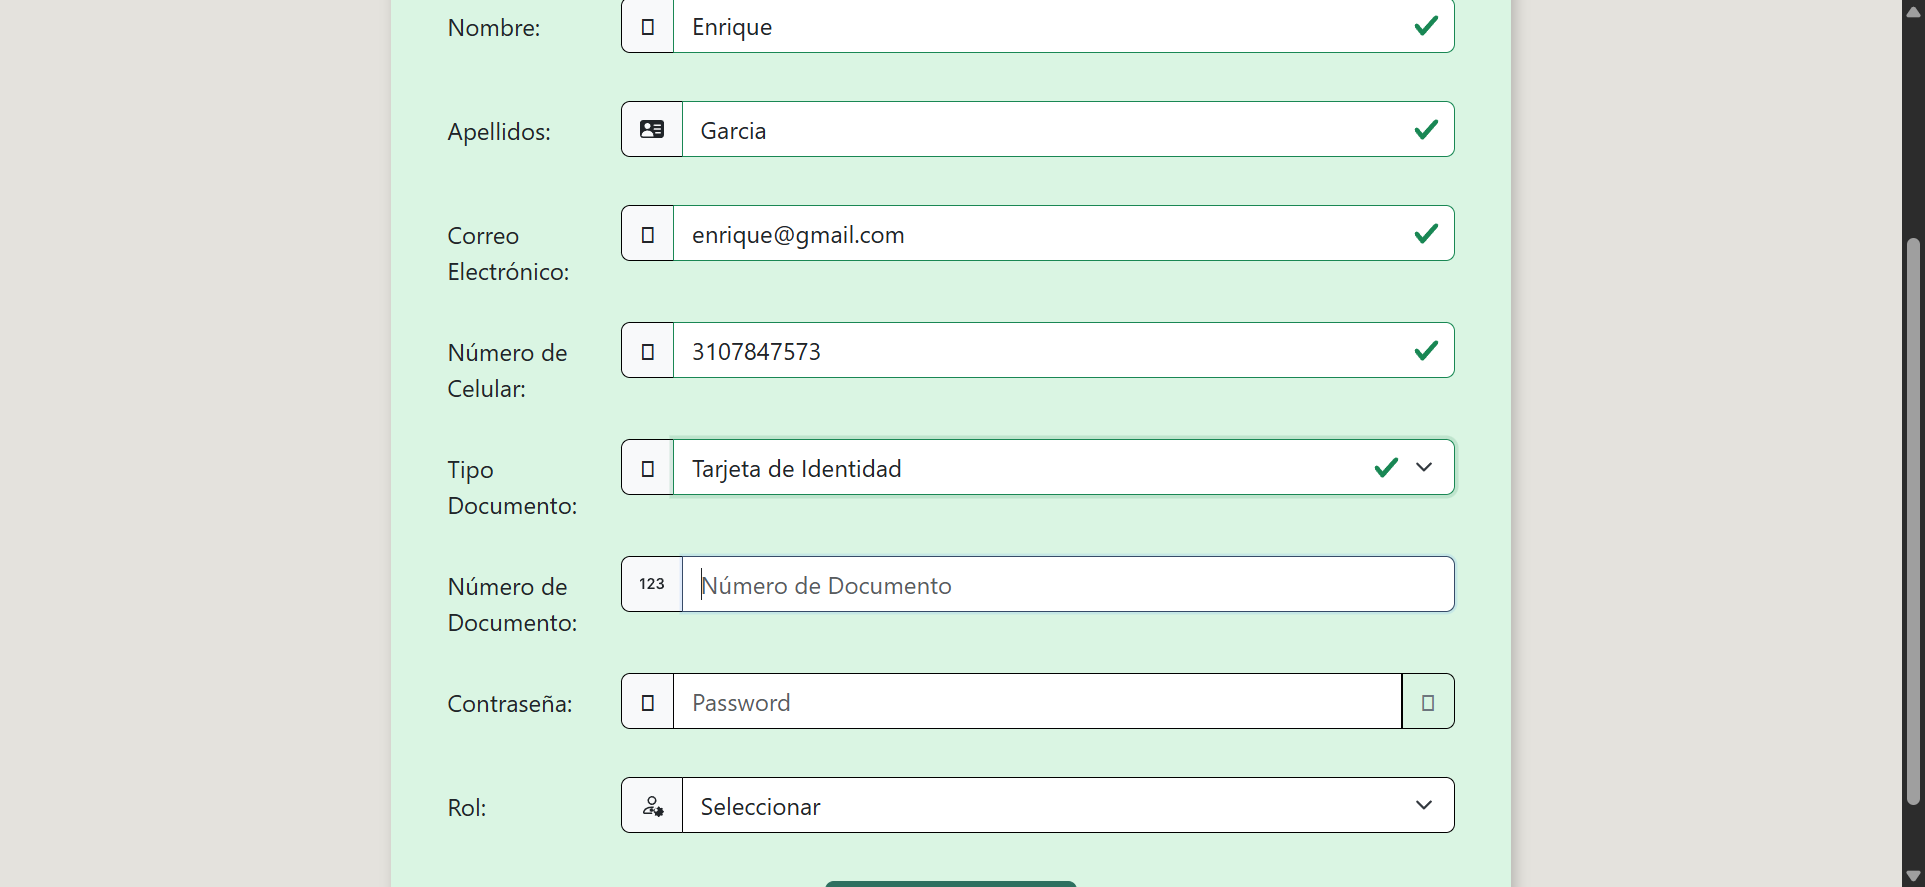 Nombre:
Enrique
Apellidos:
Garcia
Correo
Electrónico:
enrique@gmail.com
Número de
Celular:
3107847573
Tipo
Documento:
Tarjeta de Identidad
Número de
Documento:
123
Número de Documento
Contraseña:
Password
Rol:
Seleccionar